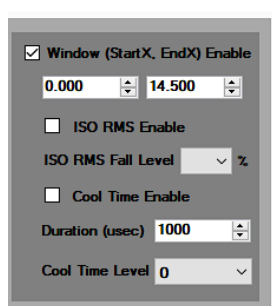 Window (StartX, EndX) Enable
0.000 14.500
ISO RMS Enable
ISO RMS Fall Level %
Cool Time Enable
Duration (usec) 1000
Cool Time Level 0